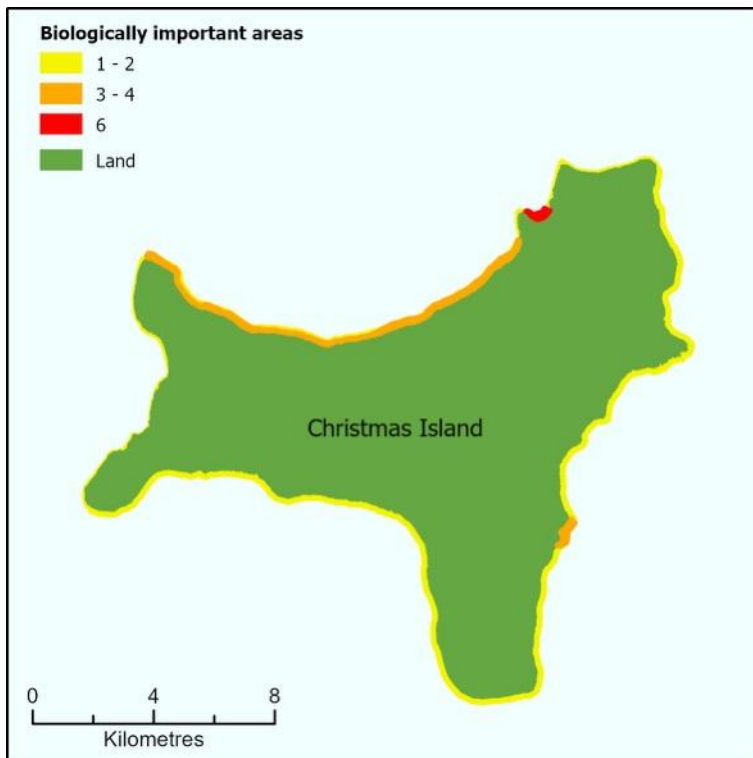 Biologically important areas
1 - 2
3 - 4
6
Land
Christmas Island
0 4 8
Kilometres